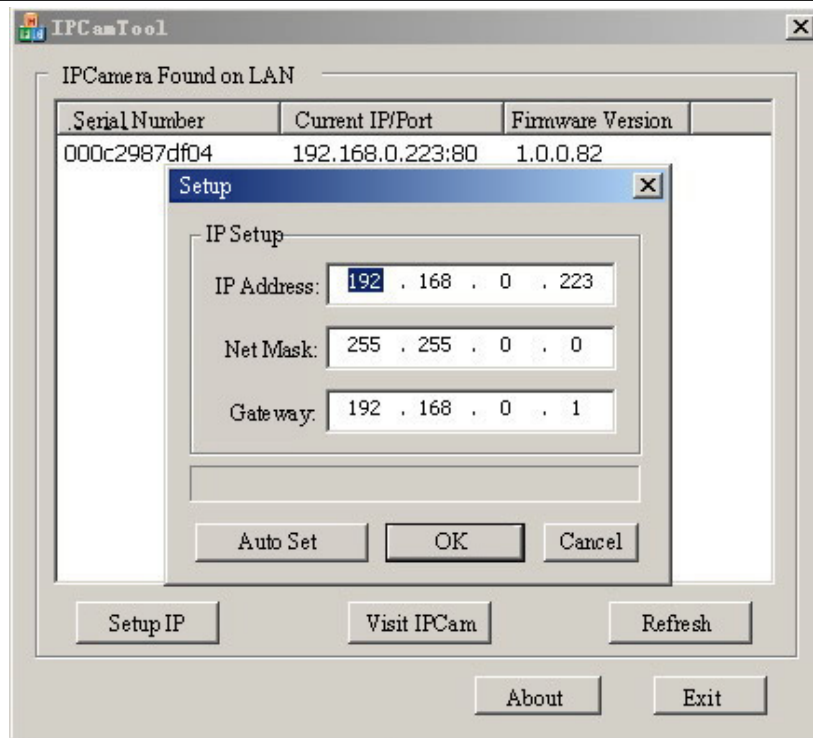 IPCamTool
IPCamera Found on LAN
Serial Number Current IP/Port Firmware Version
000c2987df04 192.168.0.223:80 1.0.0.82
Setup
IP Setup
IP Address: 192 . 168 . 0 . 223
Net Mask: 255 . 255 . 0 . 0
Gateway: 192 . 168 . 0 . 1
Auto Set OK Cancel
Setup IP Visit IPCam Refresh
About Exit